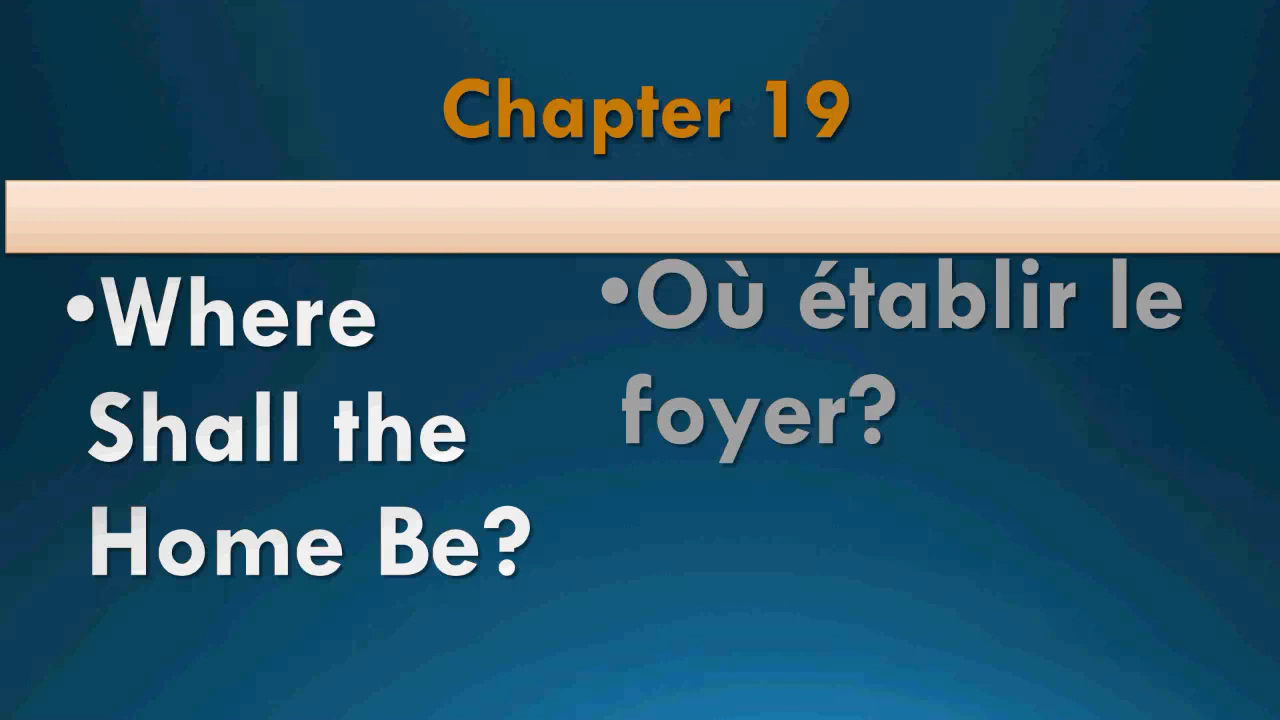 Chapter 19
•Where
Shall the
Home Be?
•Où établir le
foyer?